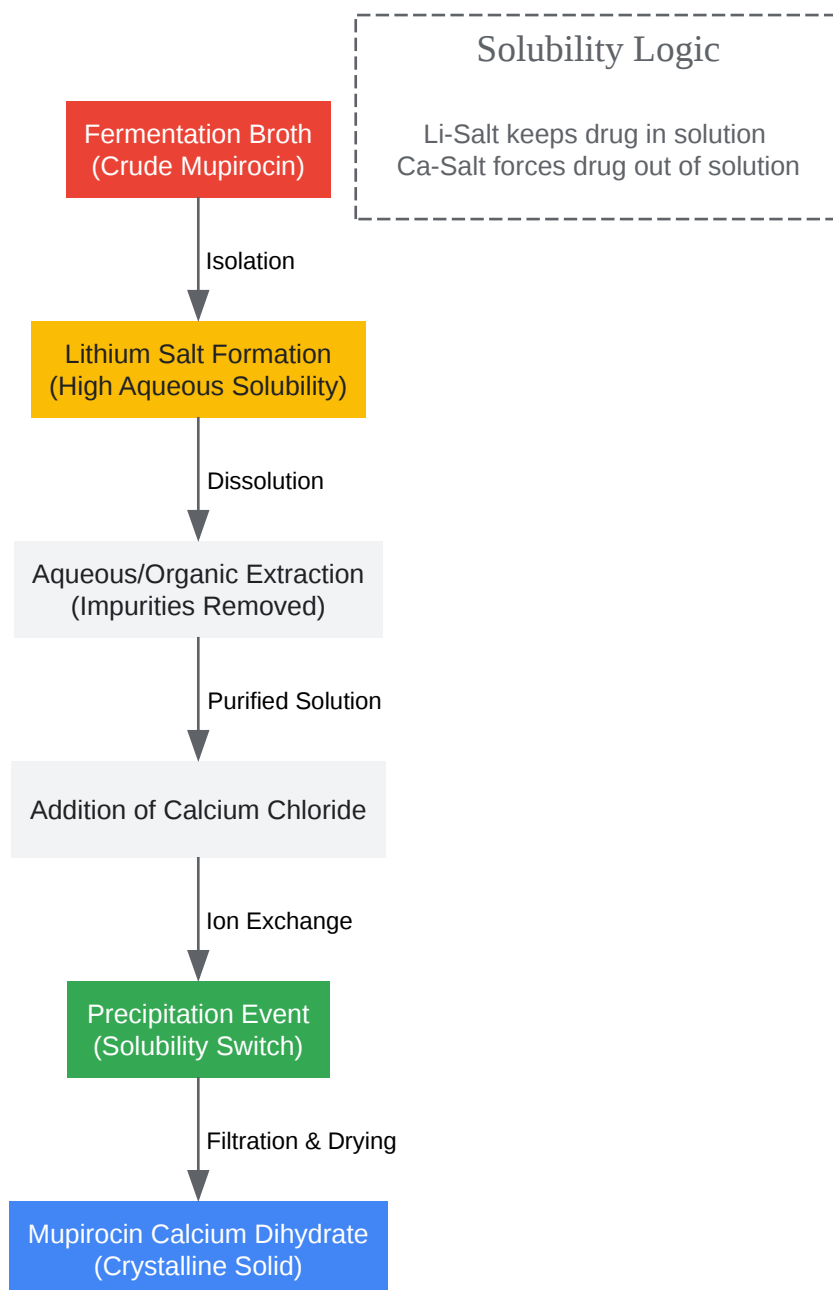 Solubility Logic
Li-Salt keeps drug in solution
Ca-Salt forces drug out of solution
Fermentation Broth
(Crude Mupirocin)
Isolation
Lithium Salt Formation
(High Aqueous Solubility)
Dissolution
Aqueous/Organic Extraction
(Impurities Removed)
Purified Solution
Addition of Calcium Chloride
Ion Exchange
Precipitation Event
(Solubility Switch)
Filtration & Drying
Mupirocin Calcium Dihydrate
(Crystalline Solid)